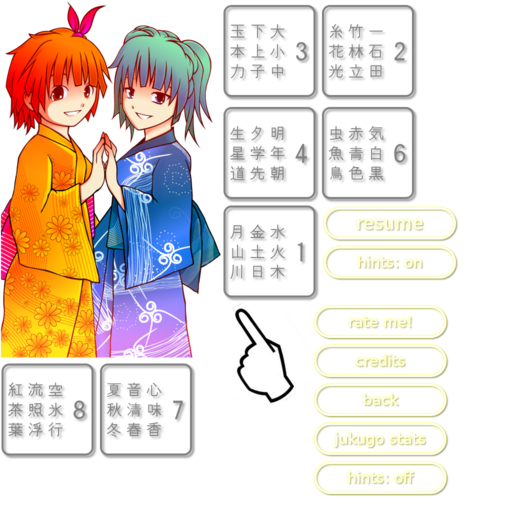 玉下大
本上小
力子中
3
糸竹一
花林石
光立田
2
生夕明
星学年
道先朝
4
虫赤気
魚青白
鳥色黒
6
月金水
山土火
川日木
1
resume
hints: on
rate me!
credits
back
jukugo stats
hints: off
紅流空
茶照氷
葉浮行
8
夏音心
秋清味
冬春香
7